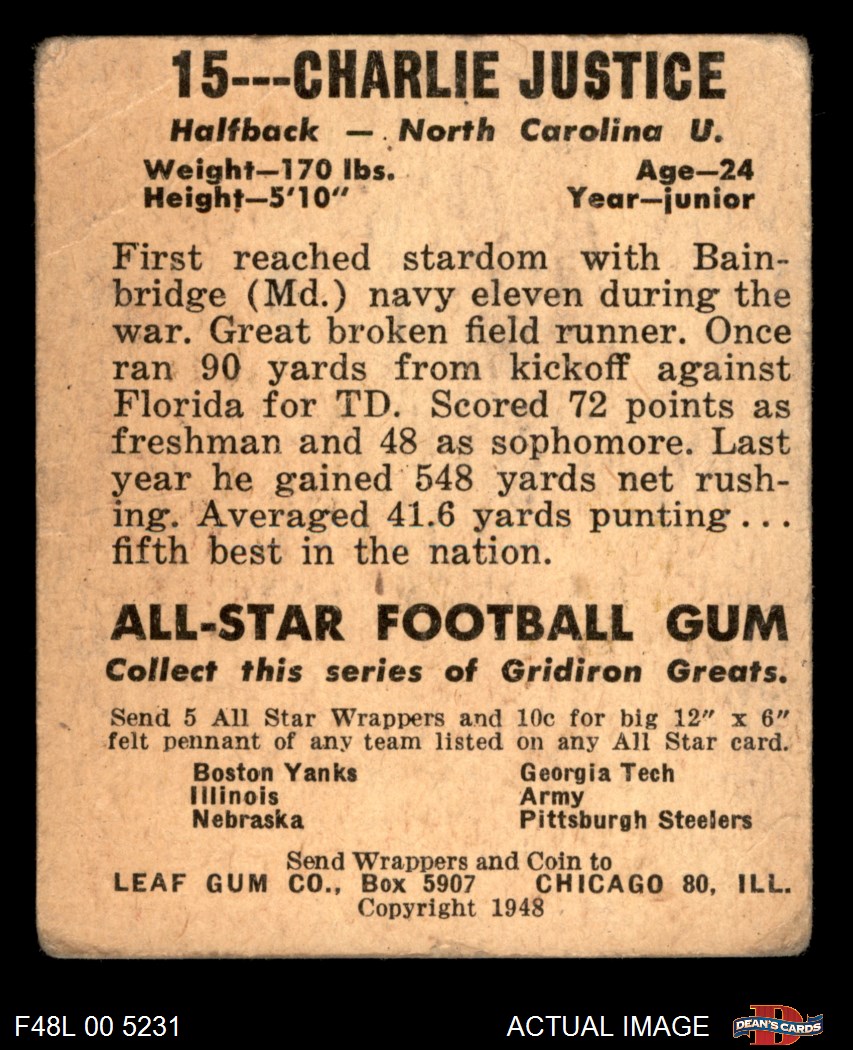 15---CHARLIE JUSTICE
Halfback — North Carolina U.
Weight—170 lbs. Age—24
Height—5'10" Year—junior
First reached stardom with Bain-
bridge (Md.) navy eleven during the
war. Great broken field runner. Once
ran 90 yards from kickoff against
Florida for TD. Scored 72 points as
freshman and 48 as sophomore. Last
year he gained 548 yards net rush-
ing. Averaged 41.6 yards punting...
fifth best in the nation.
ALL-STAR FOOTBALL GUM
Collect this series of Gridiron Greats.
Send 5 All Star Wrappers and 10c for big 12" x 6"
felt pennant of any team listed on any All Star card.
Boston Yanks Georgia Tech
Illinois Army
Nebraska Pittsburgh Steelers
Send Wrappers and Coin to
LEAF GUM CO., Box 5907 CHICAGO 80, ILL.
Copyright 1948
F48L 00 5231 ACTUAL IMAGE D DEAN'S CARDS